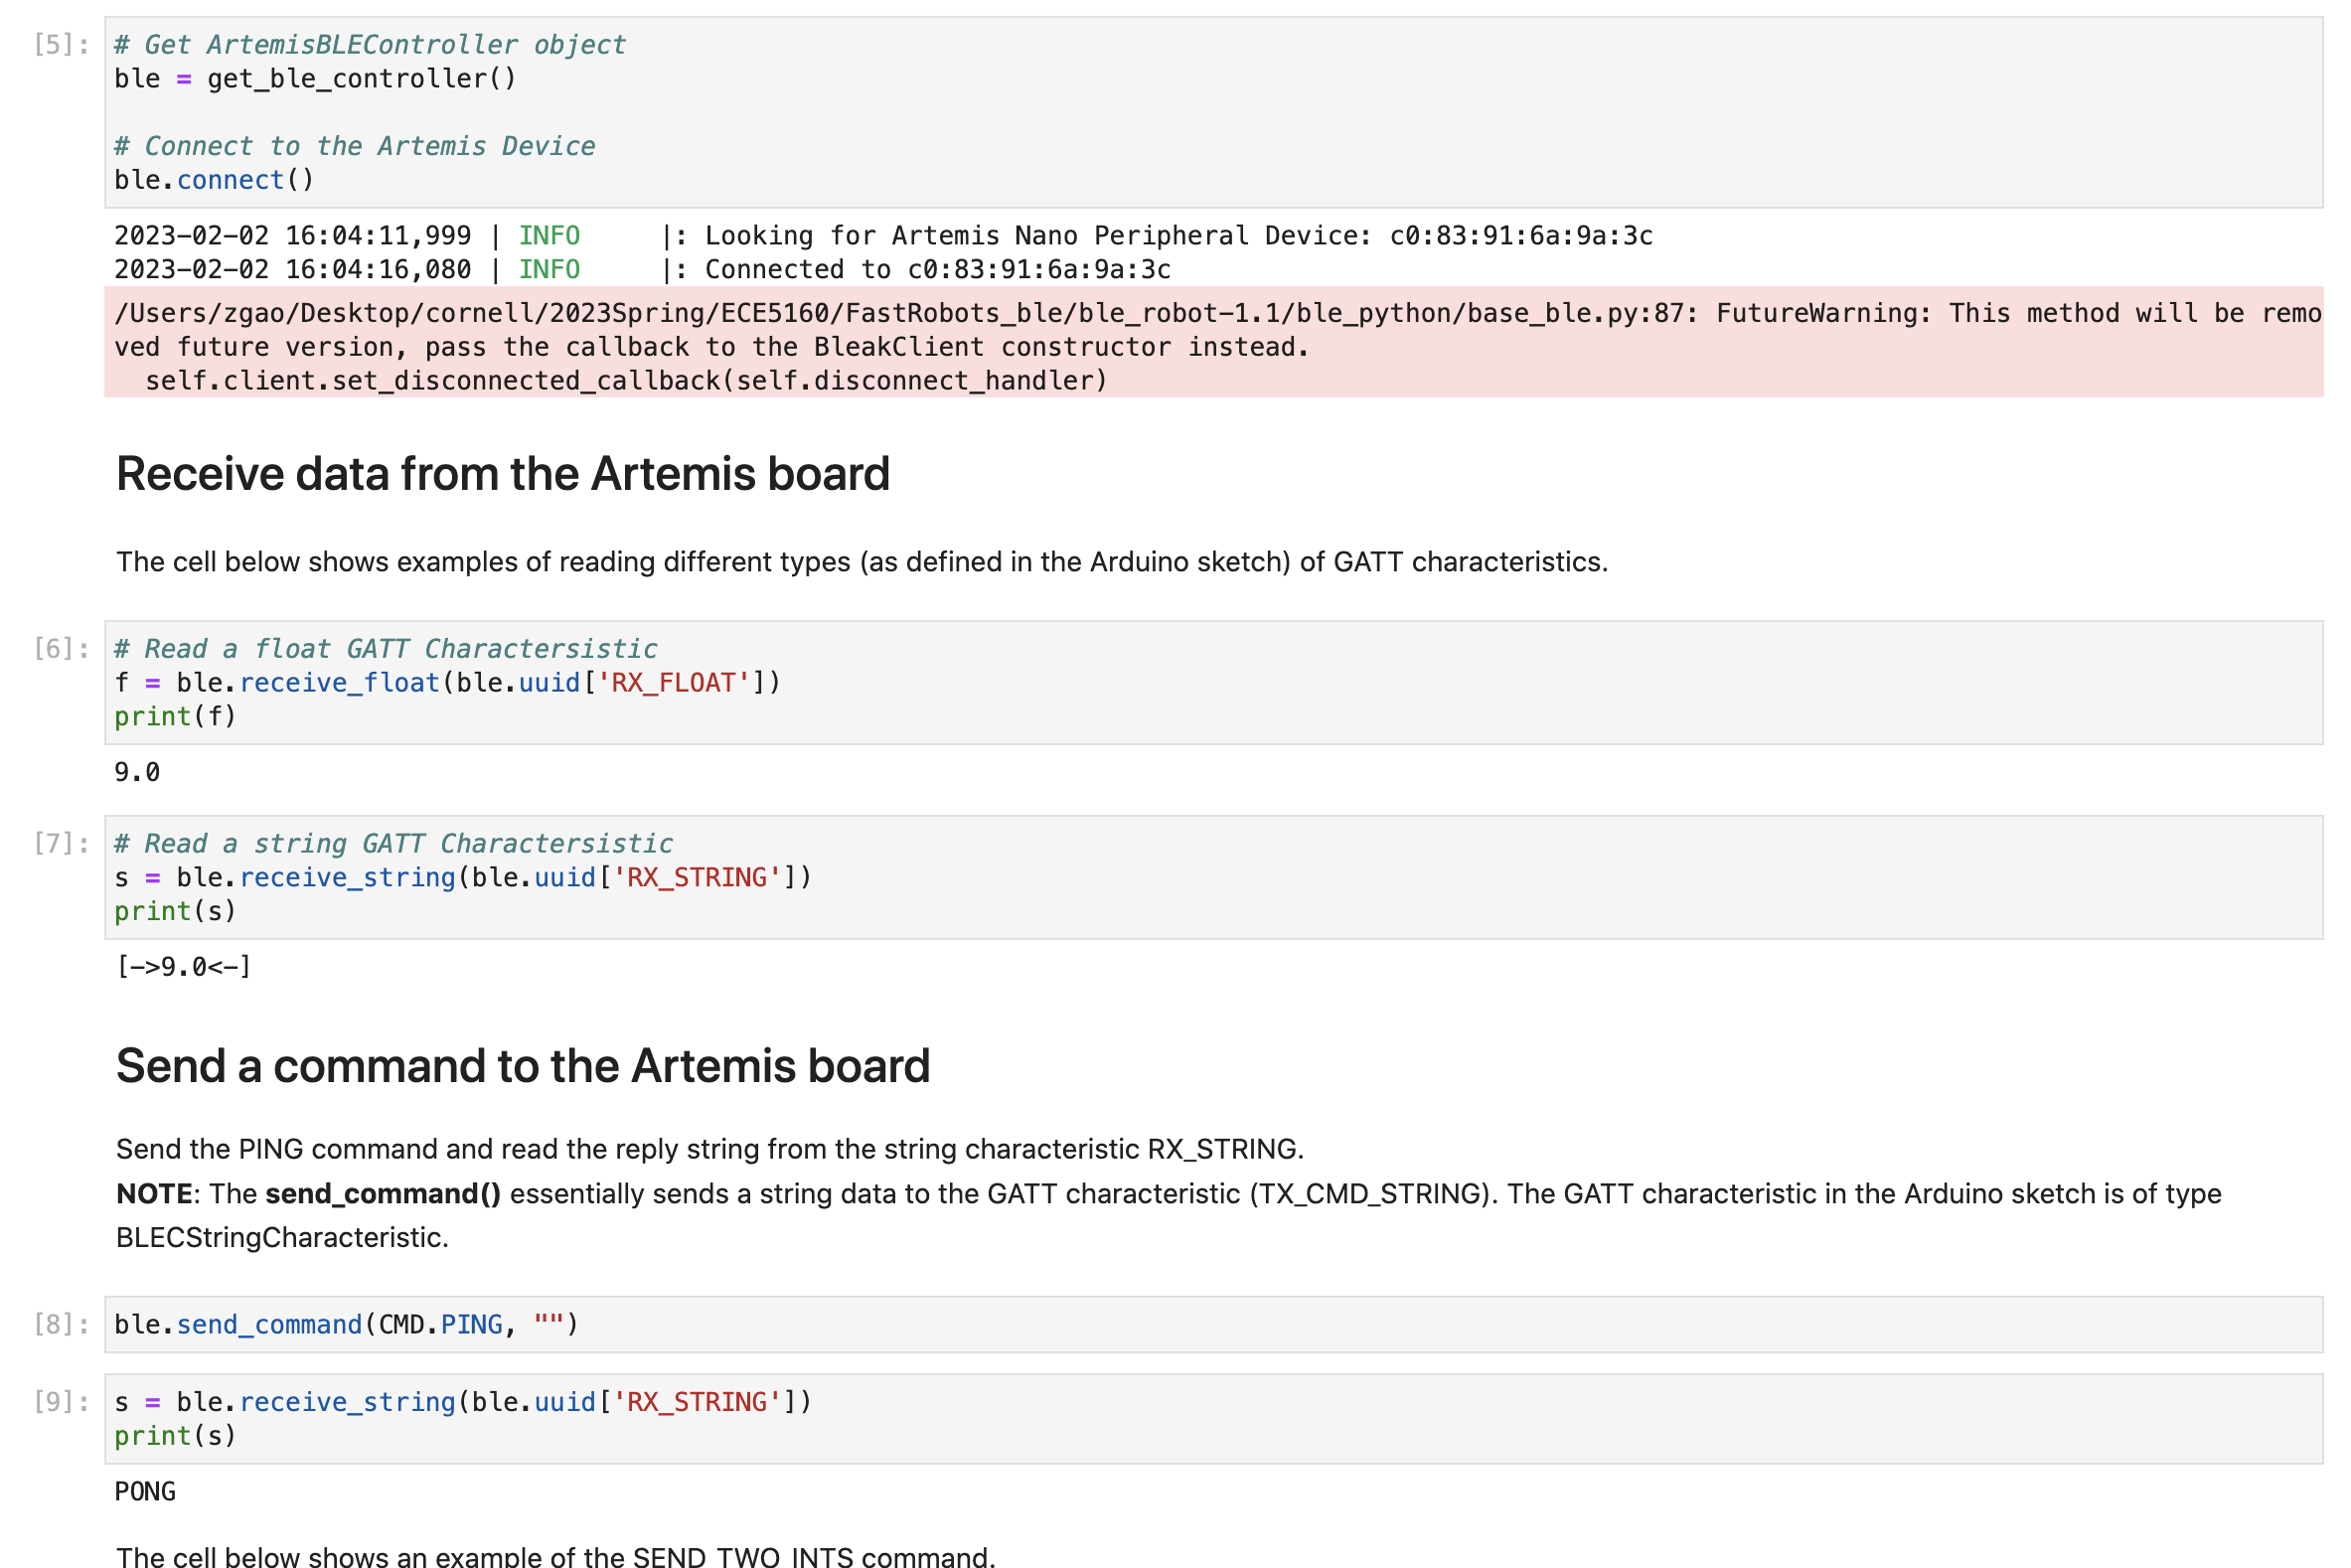 [5]: # Get ArtemisBLEController object
ble = get_ble_controller()
# Connect to the Artemis Device
ble.connect()
2023-02-02 16:04:11,999 | INFO     |: Looking for Artemis Nano Peripheral Device: c0:83:91:6a:9a:3c
2023-02-02 16:04:16,080 | INFO     |: Connected to c0:83:91:6a:9a:3c
/Users/zgao/Desktop/cornell/2023Spring/ECE5160/FastRobots_ble/ble_robot-1.1/ble_python/base_ble.py:87: FutureWarning: This method will be remo
ved future version, pass the callback to the BleakClient constructor instead.
  self.client.set_disconnected_callback(self.disconnect_handler)
Receive data from the Artemis board
The cell below shows examples of reading different types (as defined in the Arduino sketch) of GATT characteristics.
[6]: # Read a float GATT Charactersistic
f = ble.receive_float(ble.uuid['RX_FLOAT'])
print(f)
9.0
[7]: # Read a string GATT Charactersistic
s = ble.receive_string(ble.uuid['RX_STRING'])
print(s)
[->9.0<-]
Send a command to the Artemis board
Send the PING command and read the reply string from the string characteristic RX_STRING.
NOTE: The send_command() essentially sends a string data to the GATT characteristic (TX_CMD_STRING). The GATT characteristic in the Arduino sketch is of type
BLECStringCharacteristic.
[8]: ble.send_command(CMD.PING, "")
[9]: s = ble.receive_string(ble.uuid['RX_STRING'])
print(s)
PONG
The cell below shows an example of the SEND_TWO_INTS command.